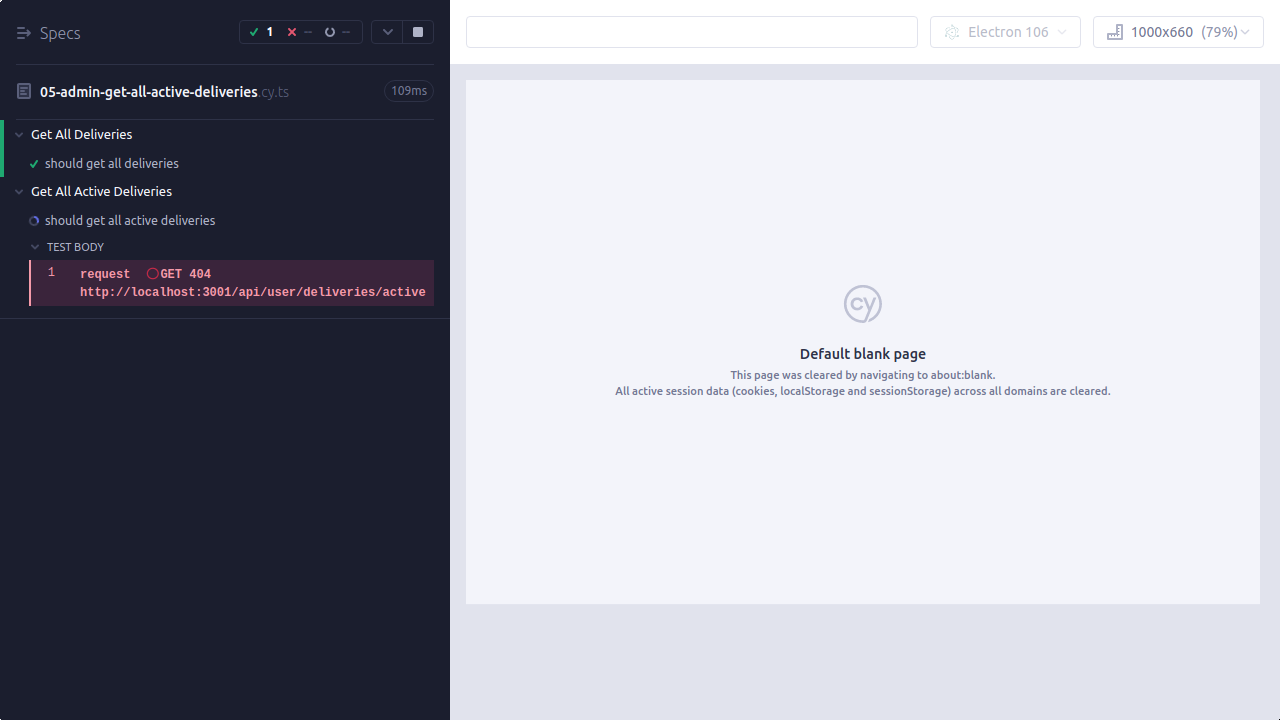 Specs
1 -- --
05-admin-get-all-active-deliveries.cy.ts
109ms
Get All Deliveries
should get all deliveries
Get All Active Deliveries
should get all active deliveries
TEST BODY
1 request GET 404
http://localhost:3001/api/user/deliveries/active
Electron 106
1000x660 (79%)
cy
Default blank page
This page was cleared by navigating to about:blank.
All active session data (cookies, localStorage and sessionStorage) across all domains are cleared.